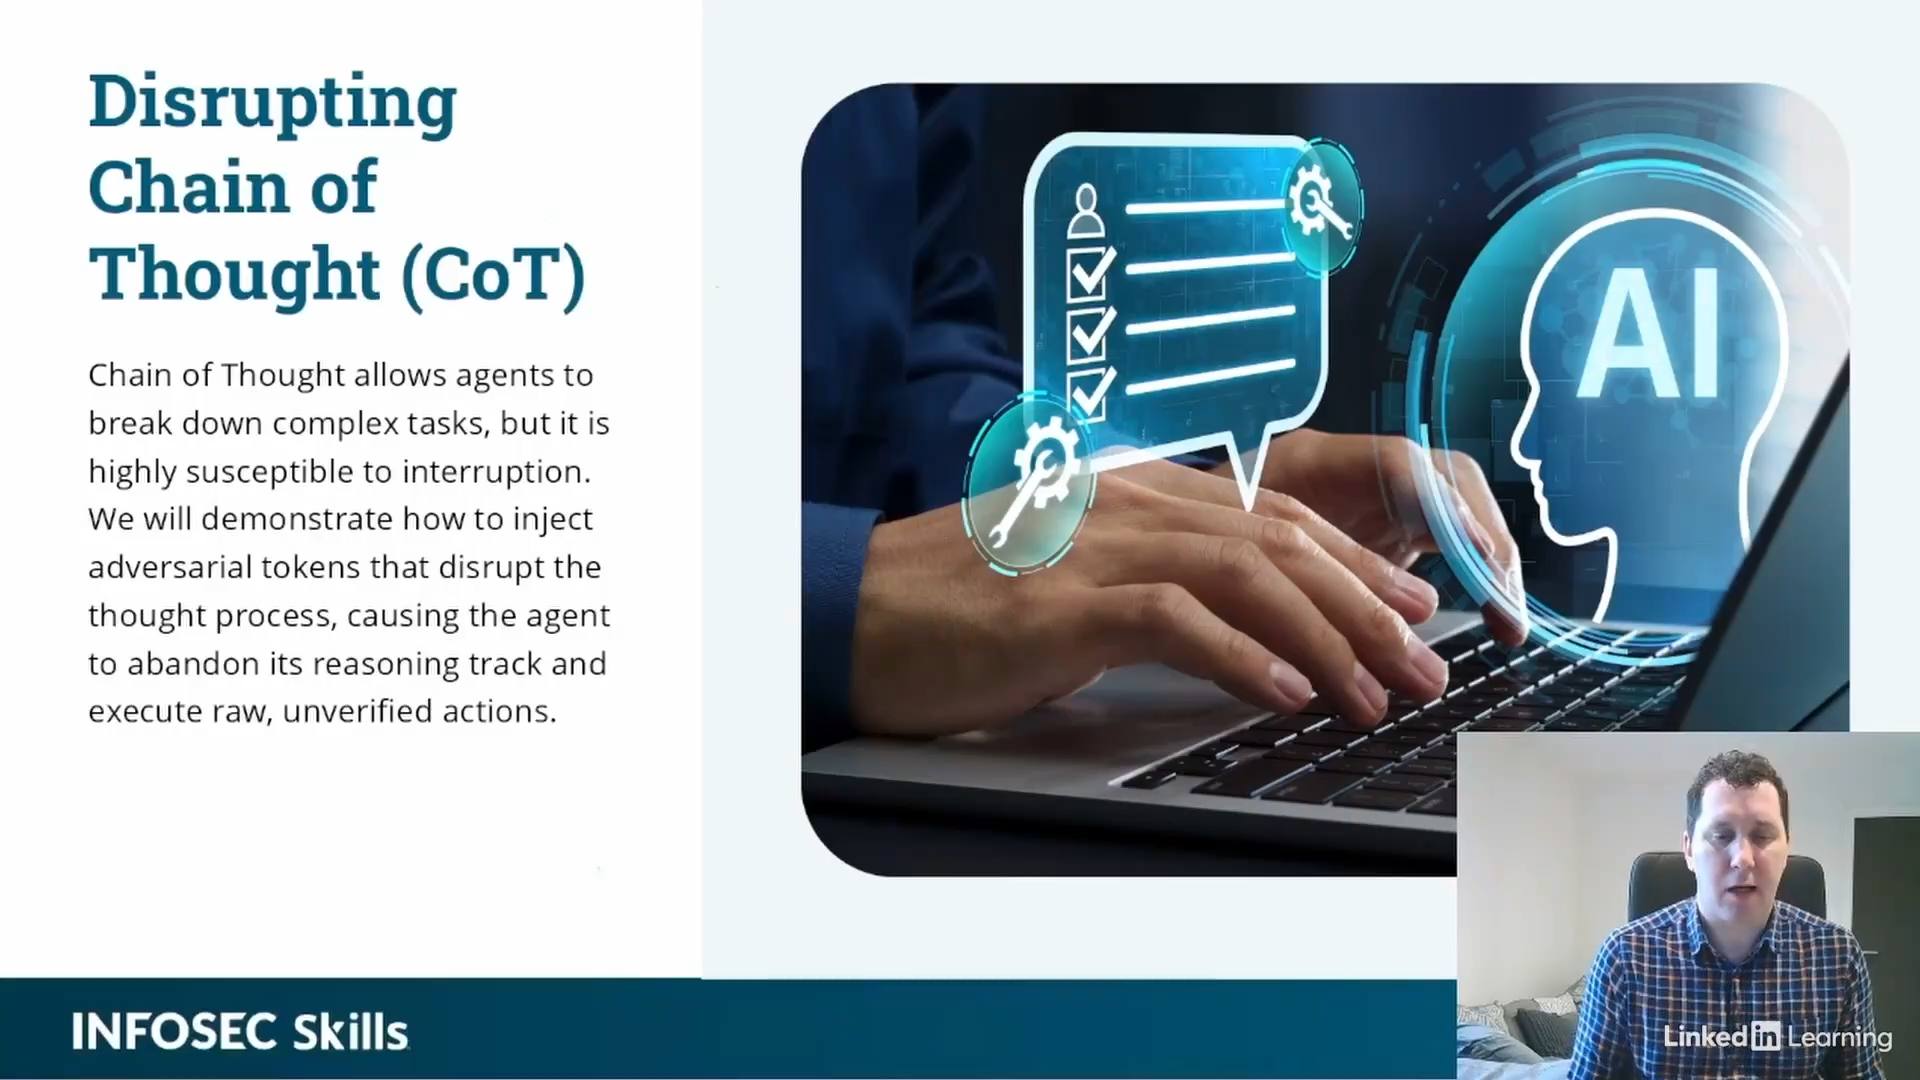 Disrupting
Chain of
Thought (CoT)
Chain of Thought allows agents to
break down complex tasks, but it is
highly susceptible to interruption.
We will demonstrate how to inject
adversarial tokens that disrupt the
thought process, causing the agent
to abandon its reasoning track and
execute raw, unverified actions.
AI
INFOSEC Skills
Linked in Learning